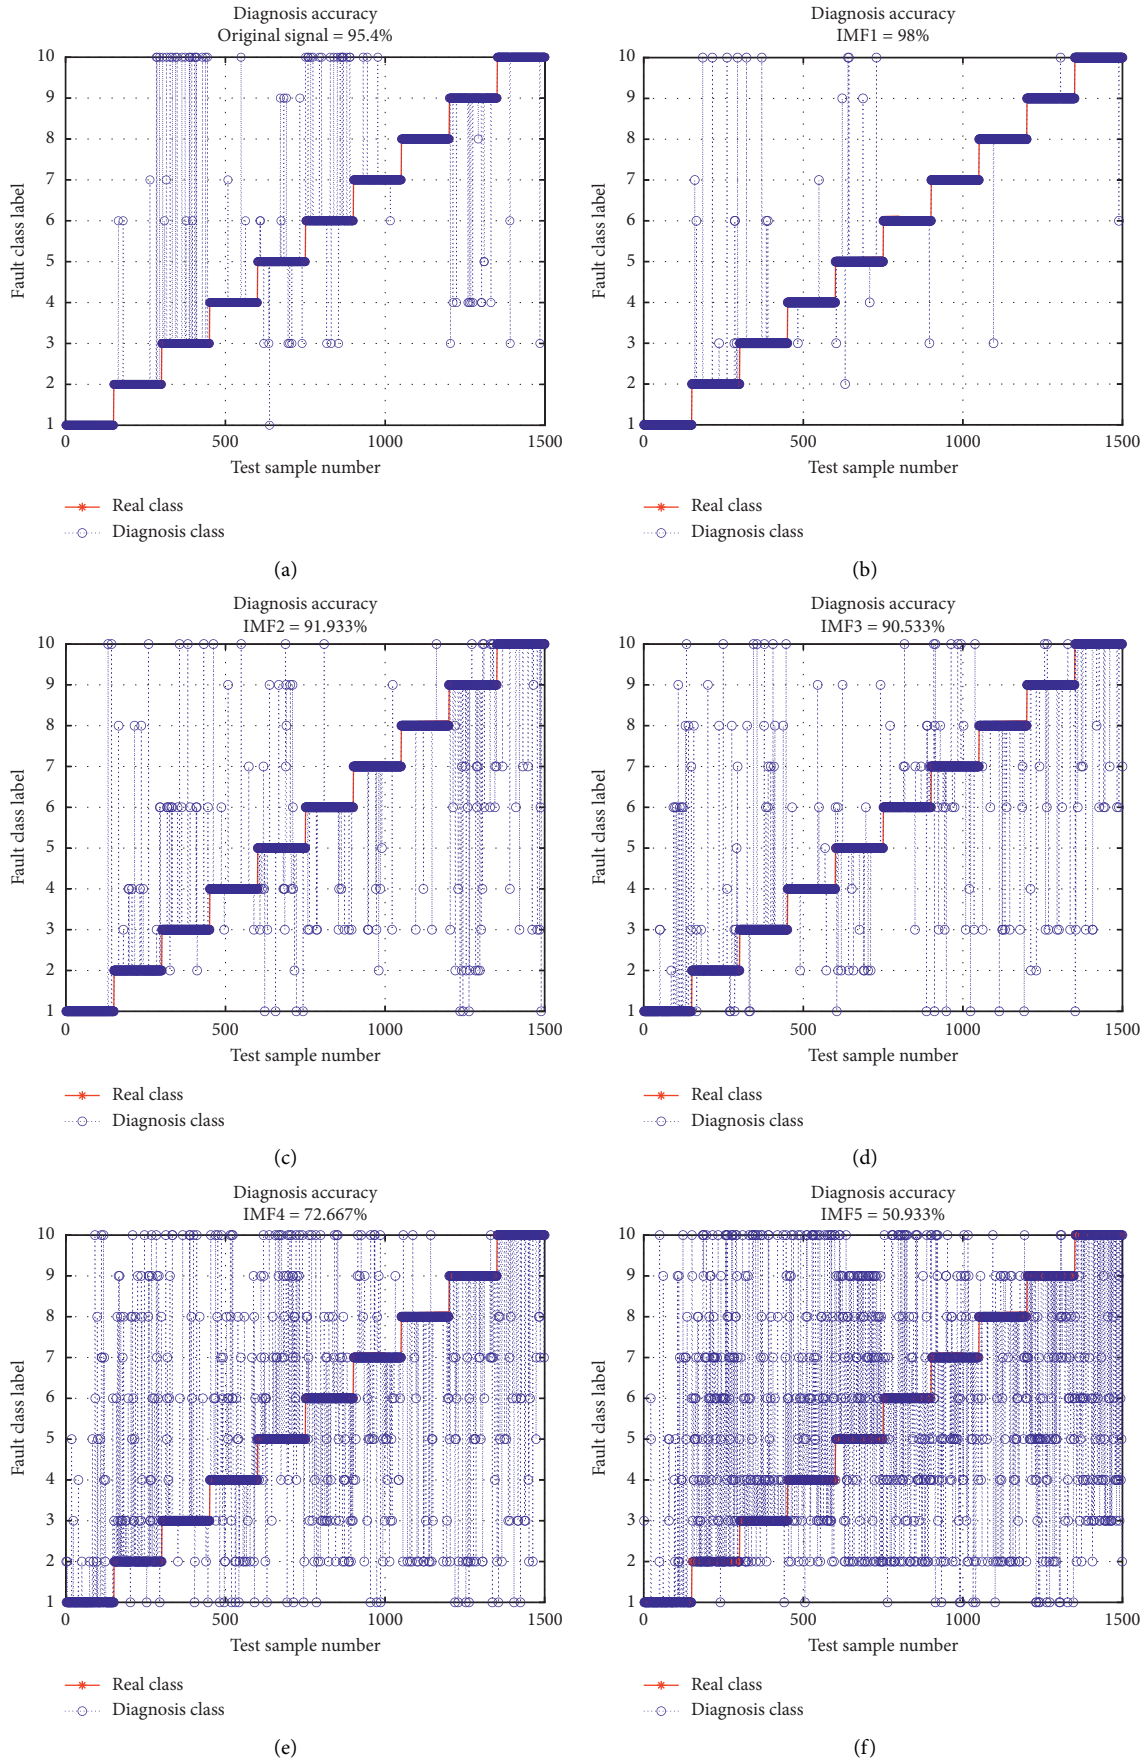 Diagnosis accuracy
Original signal = 95.4%
10
9
8
7
6
5
4
3
2
1
Fault class label
0
500
1000
1500
Test sample number
Real class
Diagnosis class
(a)
Diagnosis accuracy
IMF1 = 98%
10
9
8
7
6
5
4
3
2
1
Fault class label
0
500
1000
1500
Test sample number
Real class
Diagnosis class
(b)
Diagnosis accuracy
IMF2 = 91.933%
10
9
8
7
6
5
4
3
2
1
Fault class label
0
500
1000
1500
Test sample number
Real class
Diagnosis class
(c)
Diagnosis accuracy
IMF3 = 90.533%
10
9
8
7
6
5
4
3
2
1
Fault class label
0
500
1000
1500
Test sample number
Real class
Diagnosis class
(d)
Diagnosis accuracy
IMF4 = 72.667%
10
9
8
7
6
5
4
3
2
1
Fault class label
0
500
1000
1500
Test sample number
Real class
Diagnosis class
(e)
Diagnosis accuracy
IMF5 = 50.933%
10
9
8
7
6
5
4
3
2
1
Fault class label
0
500
1000
1500
Test sample number
Real class
Diagnosis class
(f)